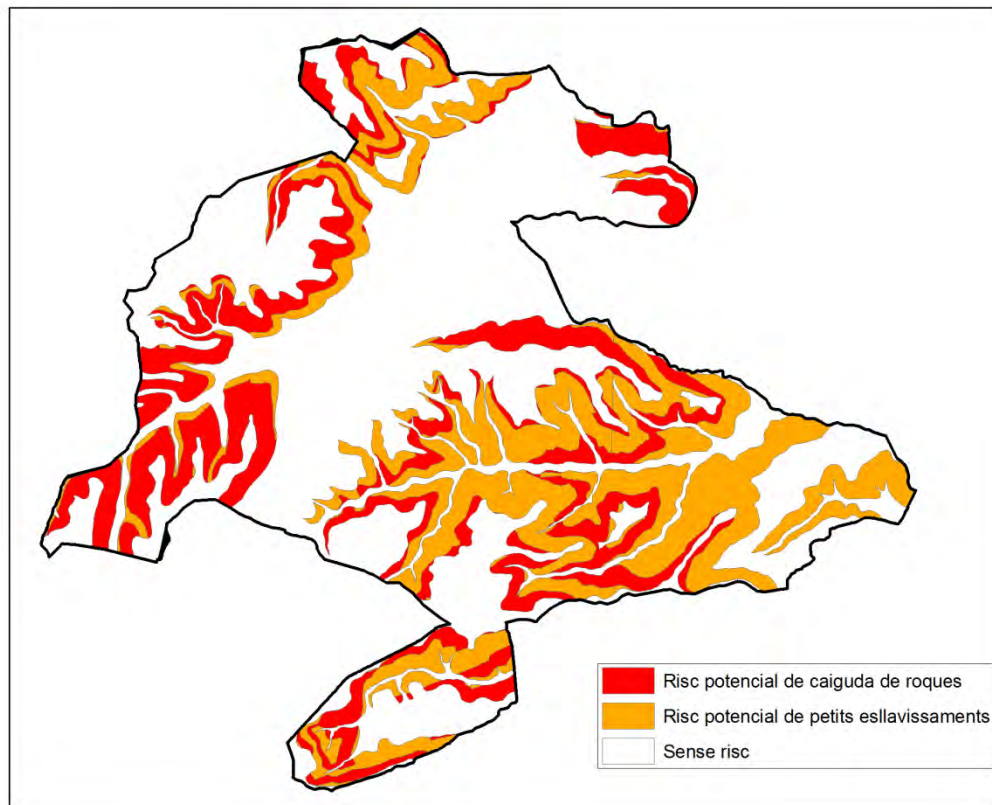 Risc potencial de caiguda de roques
Risc potencial de petits esllavissaments
Sense risc